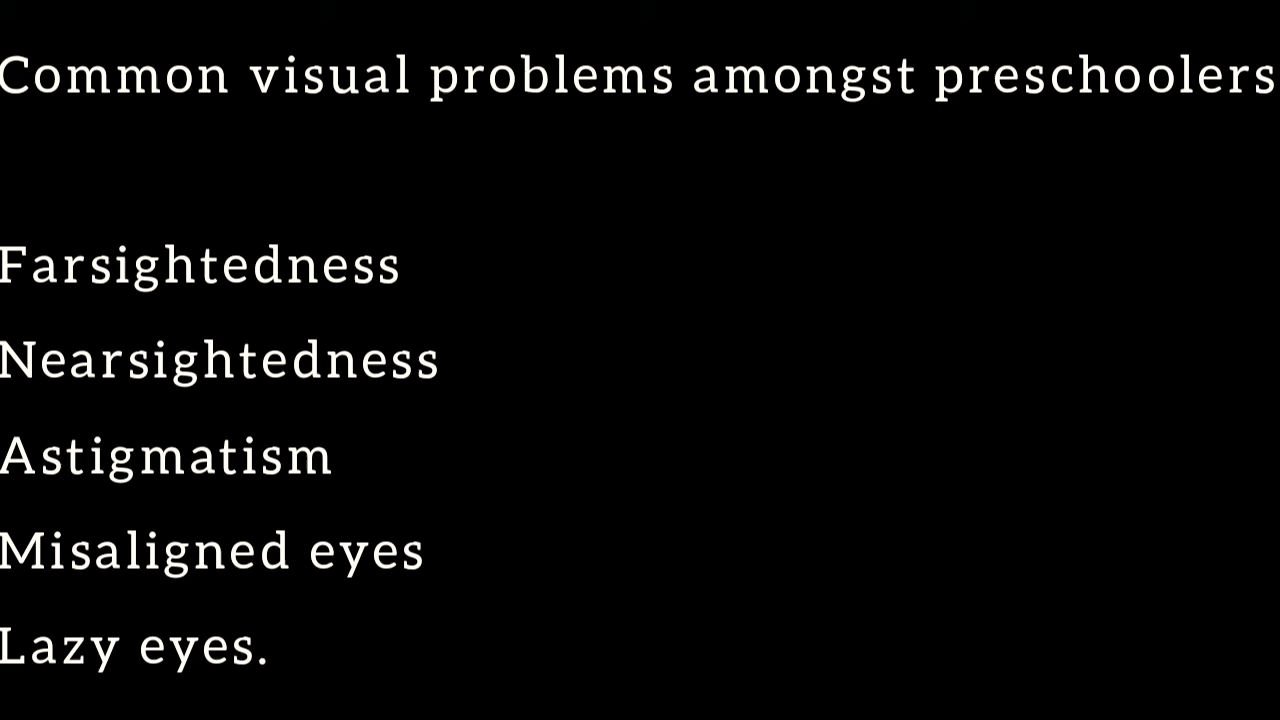 Common visual problems amongst preschoolers
Farsightedness
Nearsightedness
Astigmatism
Misaligned eyes
Lazy eyes.